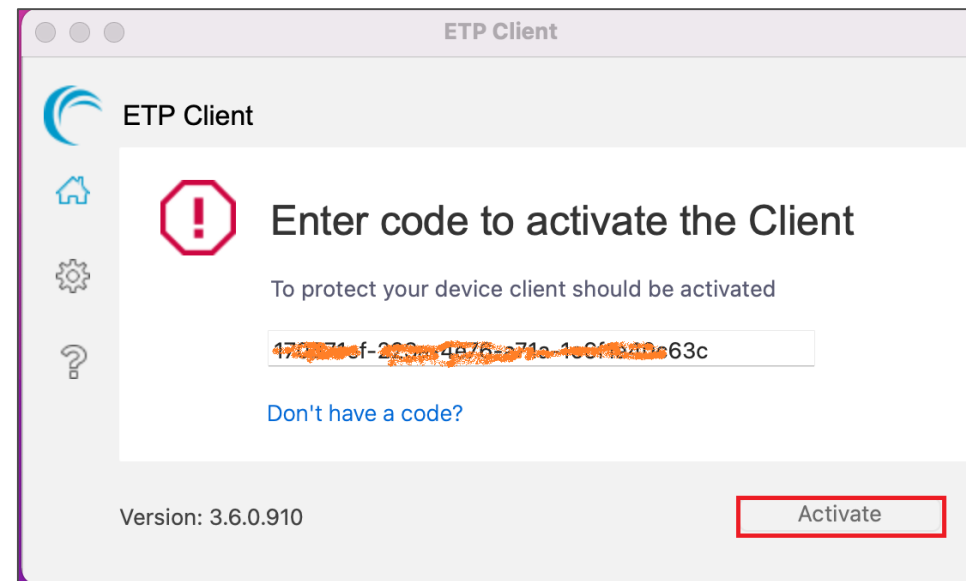 ETP Client
ETP Client
Enter code to activate the Client
To protect your device client should be activated
63c
Don't have a code?
Version: 3.6.0.910
Activate